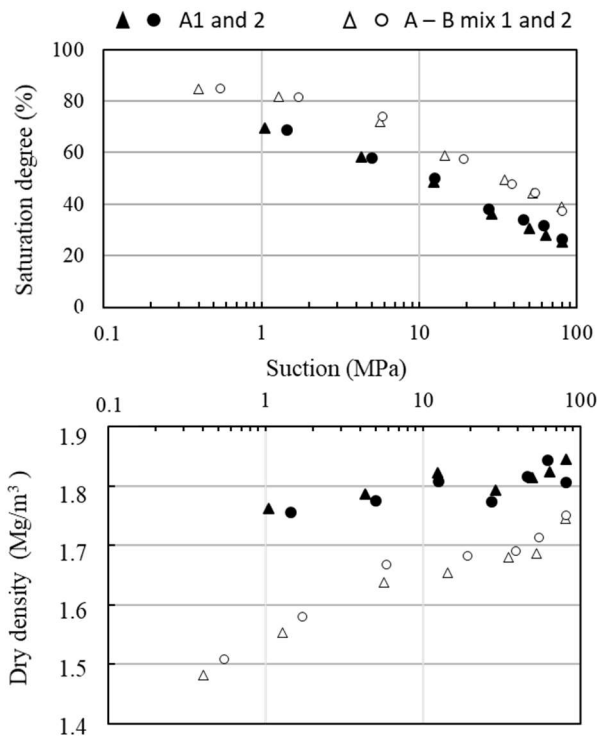 A1 and 2 A – B mix 1 and 2
100
80
60
40
20
0
Saturation degree (%)
0.1 1 10 100
Suction (MPa)
0.1 1 10 100
1.9
1.8
1.7
1.6
1.5
1.4
Dry density (Mg/m³ )